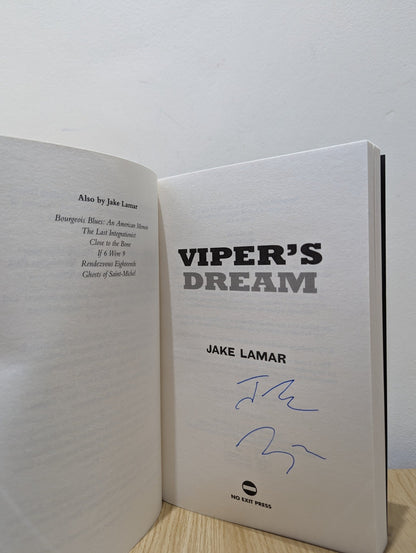 Also by Jake Lamar
Bourgeois Blues: An American Memoir
The Last Integrationist
Close to the Bone
If 6 Were 9
Rendezvous Eighteenth
Ghosts of Saint-Michel
VIPER'S
DREAM
JAKE LAMAR
NO EXIT PRESS